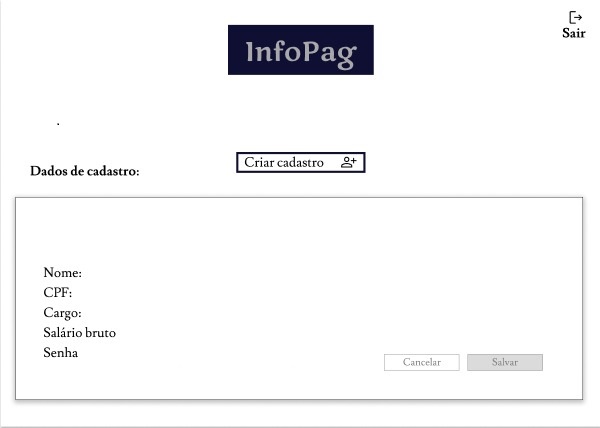 Sair
InfoPag
.
Criar cadastro
Dados de cadastro:
Nome:
CPF:
Cargo:
Salário bruto
Senha
Cancelar
Salvar